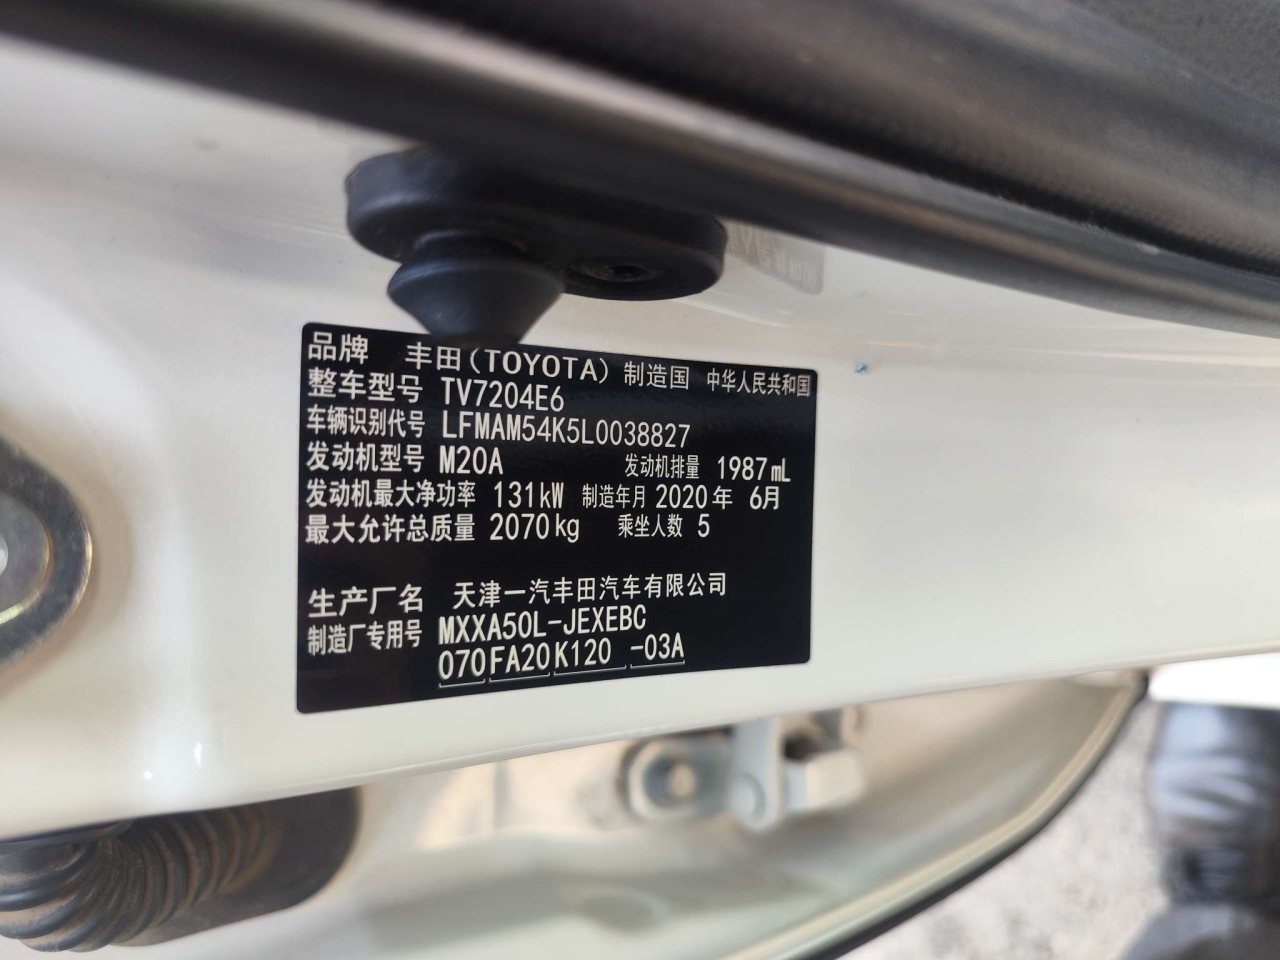 品牌 丰田(TOYOTA) 制造国 中华人民共和国
整车型号 TV7204E6
车辆识别代号 LFMAM54K5L0038827
发动机型号 M20A 发动机排量 1987mL
发动机最大净功率 131kW 制造年月 2020年 6月
最大允许总质量 2070kg 乘坐人数 5
生产厂名 天津一汽丰田汽车有限公司
制造厂专用号 MXXA50L-JEXEBC
070FA20K120 -03A